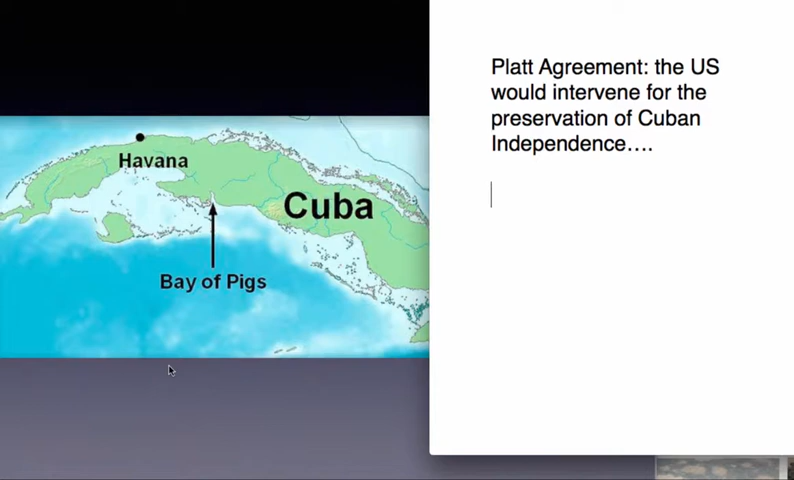 Havana
Cuba
Bay of Pigs
Platt Agreement: the US
would intervene for the
preservation of Cuban
Independence….